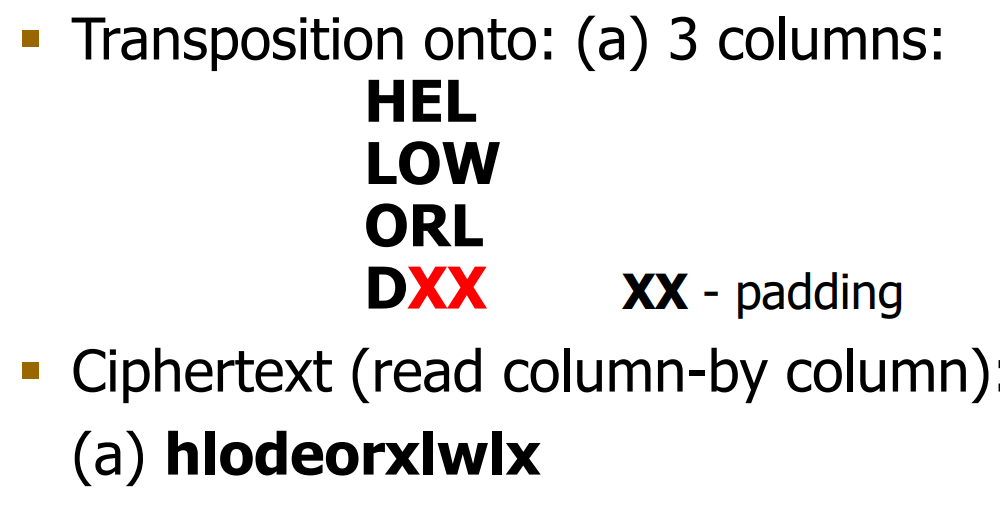 ▪ Transposition onto: (a) 3 columns:
HEL
LOW
ORL
DXX XX - padding
▪ Ciphertext (read column-by column):
(a) hlodeorxlwlx